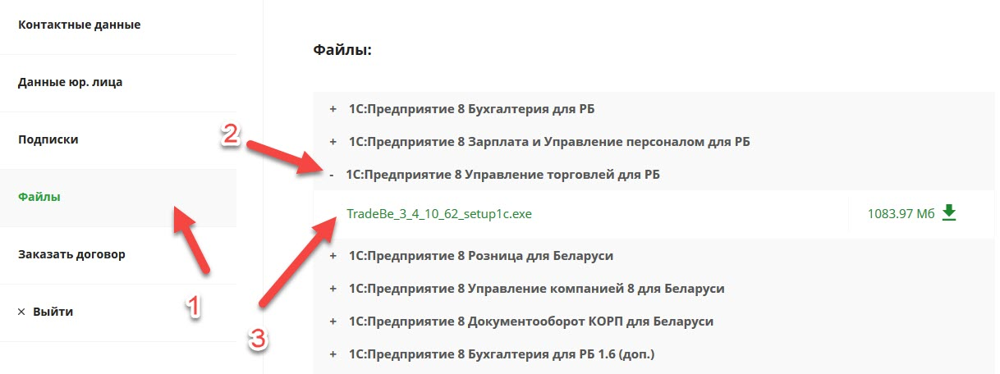 Контактные данные
Данные юр. лица
Подписки
Файлы
Заказать договор
× Выйти
1
Файлы:
+ 1С:Предприятие 8 Бухгалтерия для РБ
+ 1С:Предприятие 8 Зарплата и Управление персоналом для РБ
2
- 1С:Предприятие 8 Управление торговлей для РБ
3
TradeBe_3_4_10_62_setup1c.exe 1083.97 Мб
+ 1С:Предприятие 8 Розница для Беларуси
+ 1С:Предприятие 8 Управление компанией 8 для Беларуси
+ 1С:Предприятие 8 Документооборот КОРП для Беларуси
+ 1С:Предприятие 8 Бухгалтерия для РБ 1.6 (доп.)